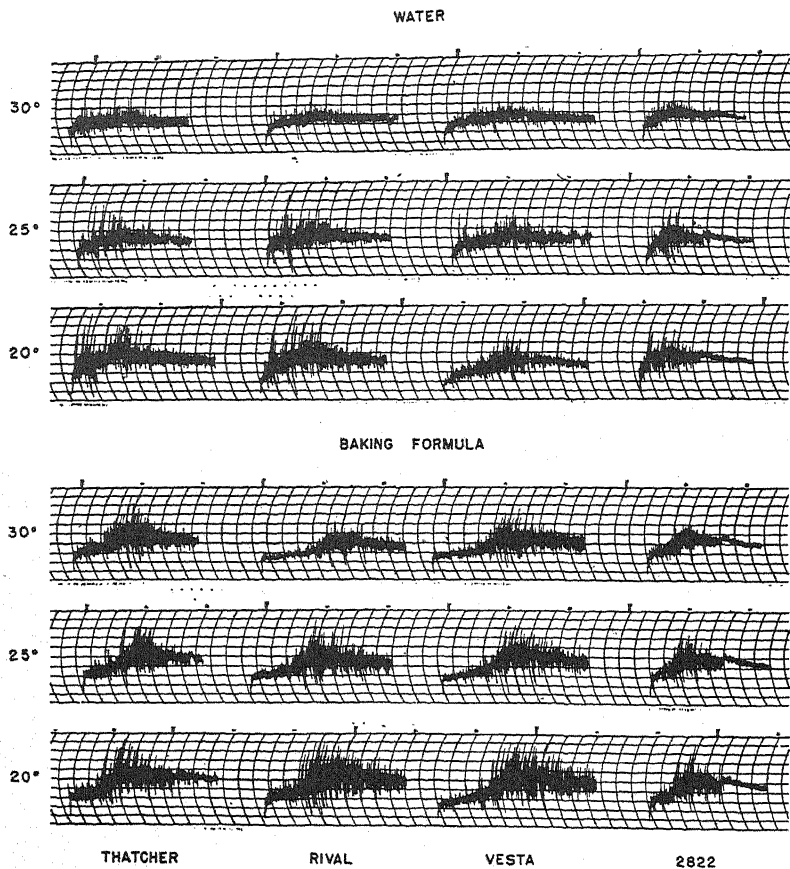 WATER
30°
25°
20°
BAKING FORMULA
30°
25°
20°
THATCHER RIVAL VESTA 2822